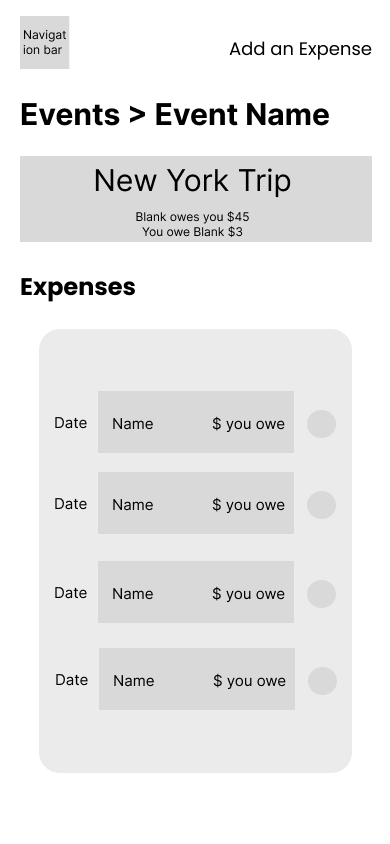 Navigat
ion bar
Add an Expense
Events > Event Name
New York Trip
Blank owes you $45
You owe Blank $3
Expenses
Date Name $ you owe
Date Name $ you owe
Date Name $ you owe
Date Name $ you owe